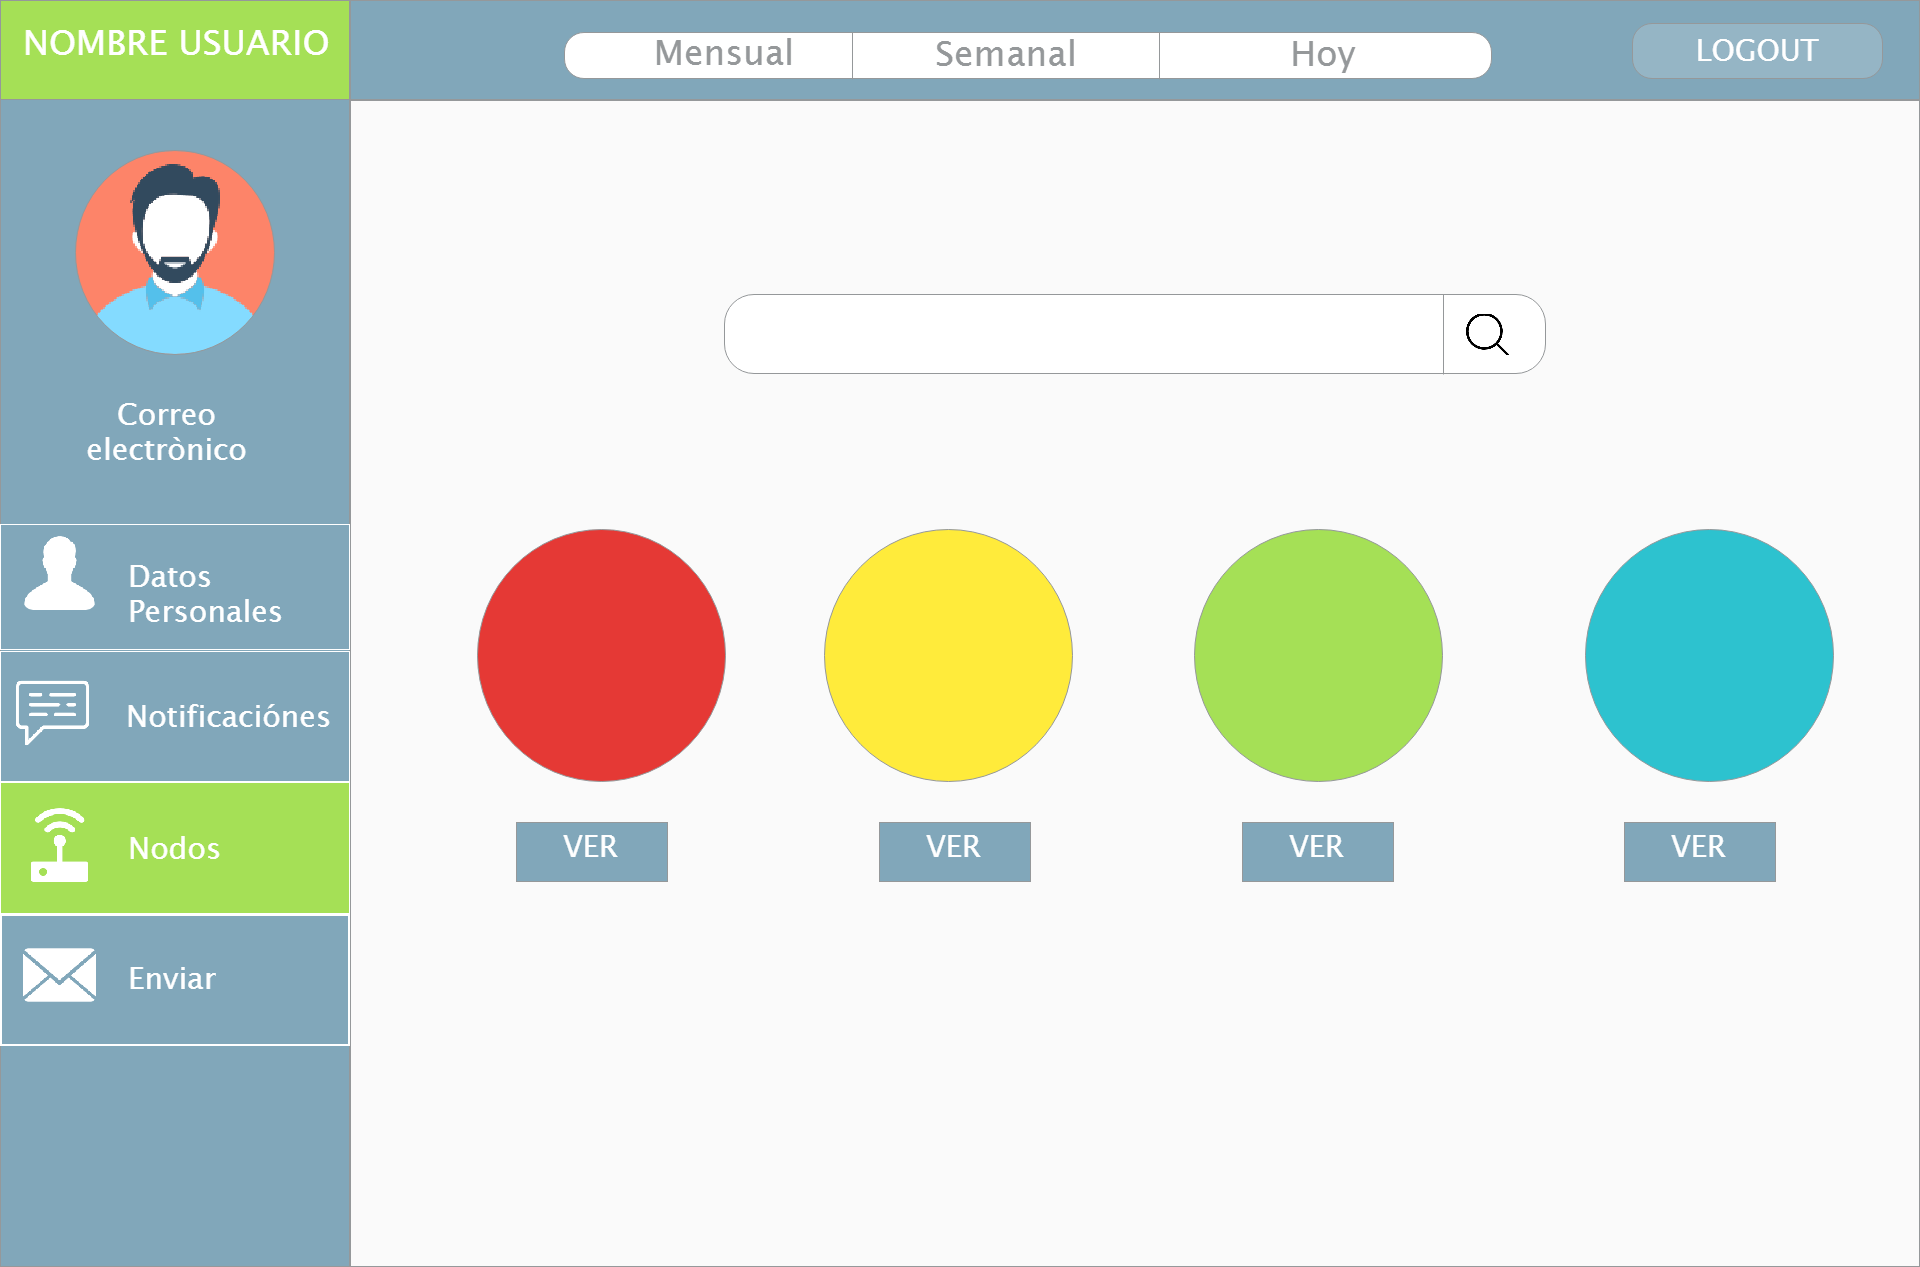 NOMBRE USUARIO
Mensual
Semanal
Hoy
LOGOUT
Correo
electrònico
Datos
Personales
Notificaciónes
Nodos
Enviar
VER
VER
VER
VER